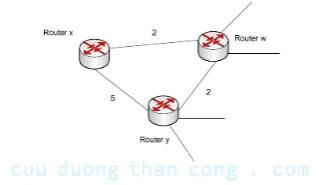 Router x
2
Router w
5
2
Router y
cuu duong than cong . com